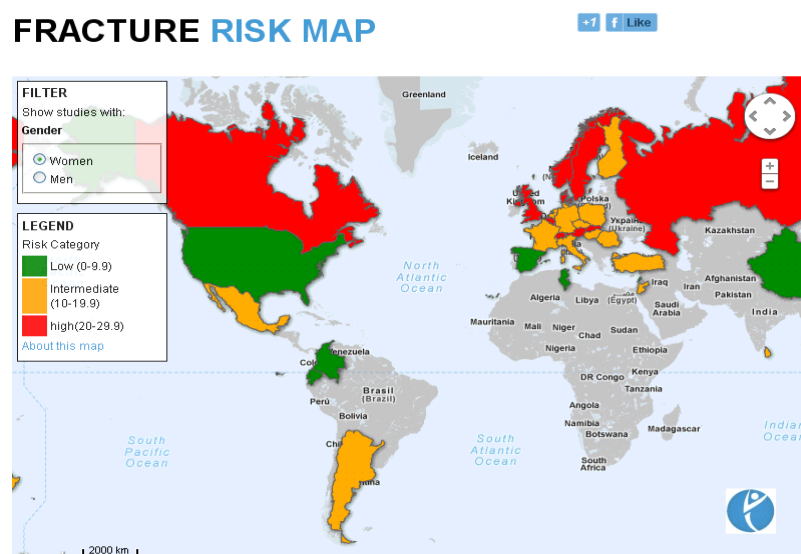 FRACTURE RISK MAP
+1
f Like
FILTER
Show studies with:
Gender
Women
Men
LEGEND
Risk Category
Low (0-9.9)
Intermediate
(10-19.9)
high(20-29.9)
About this map
Greenland
Iceland
United
Kingdom
Polska
Україна
(Ukraine)
Kazakhstan
North
Atlantic
Ocean
Algeria
Libya
(Egypt)
Iraq
Iran
Afghanistan
Pakistan
Saudi
Arabia
India
Mauritania
Mali
Niger
Chad
Sudan
Nigeria
Ethiopia
Venezuela
Brasil
(Brazil)
Perú
Bolivia
DR Congo
Kenya
Tanzania
Angola
Namibia
Botswana
Madagascar
South
Africa
South
Pacific
Ocean
South
Atlantic
Ocean
Indian
Ocean
2000 km